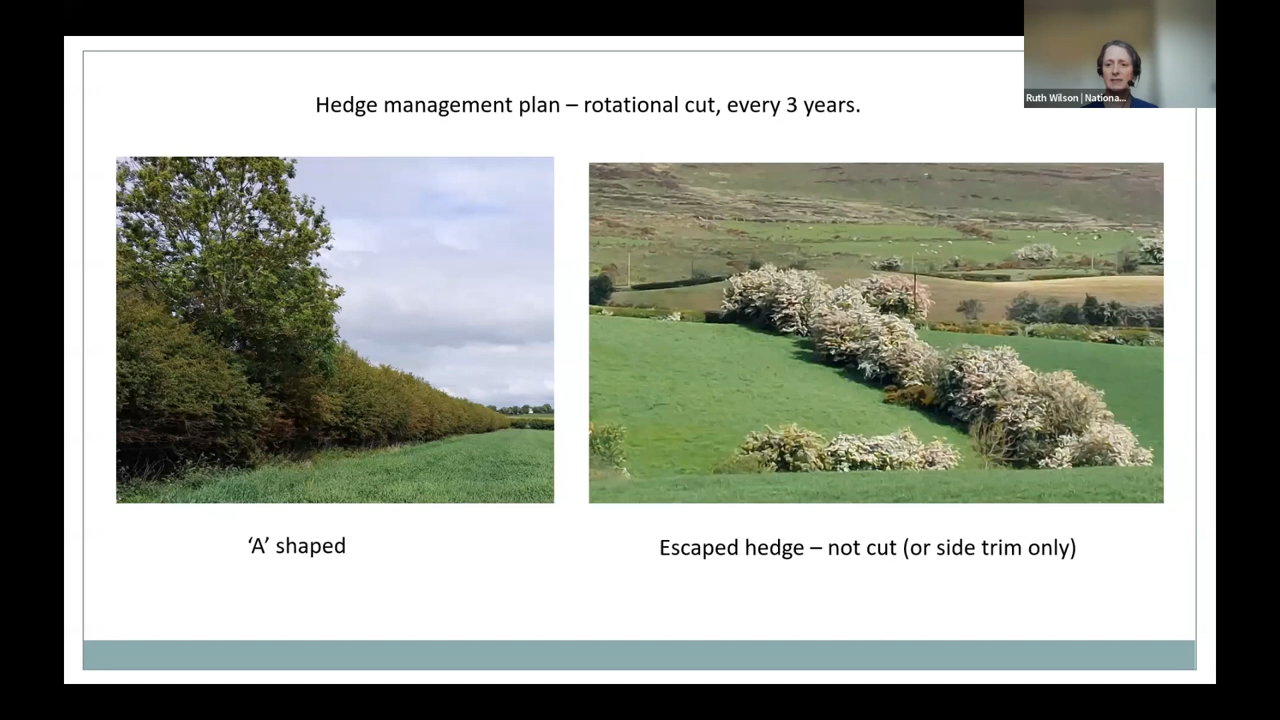 Hedge management plan – rotational cut, every 3 years.
Ruth Wilson | Nationa...
‘A’ shaped
Escaped hedge – not cut (or side trim only)